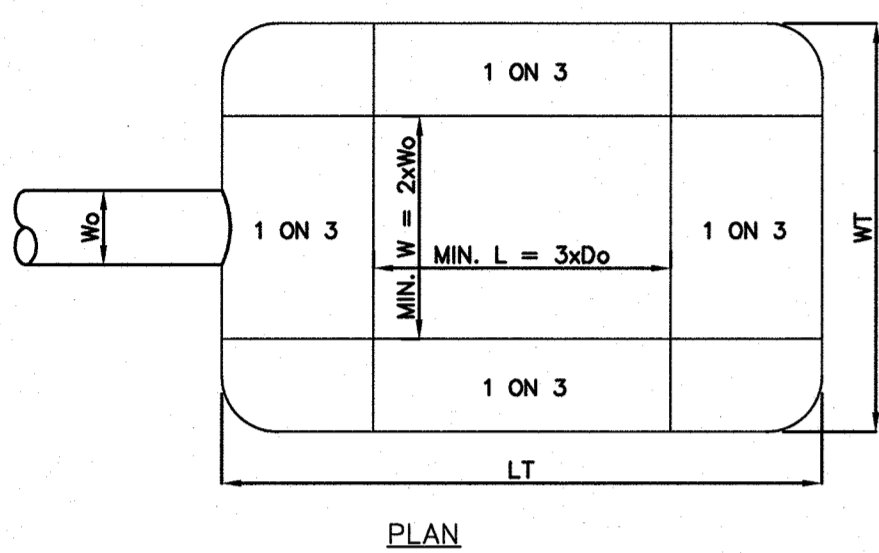 1 ON 3
Wo
1 ON 3
MIN. W = 2xWo
MIN. L = 3xDo
1 ON 3
WT
1 ON 3
LT
PLAN